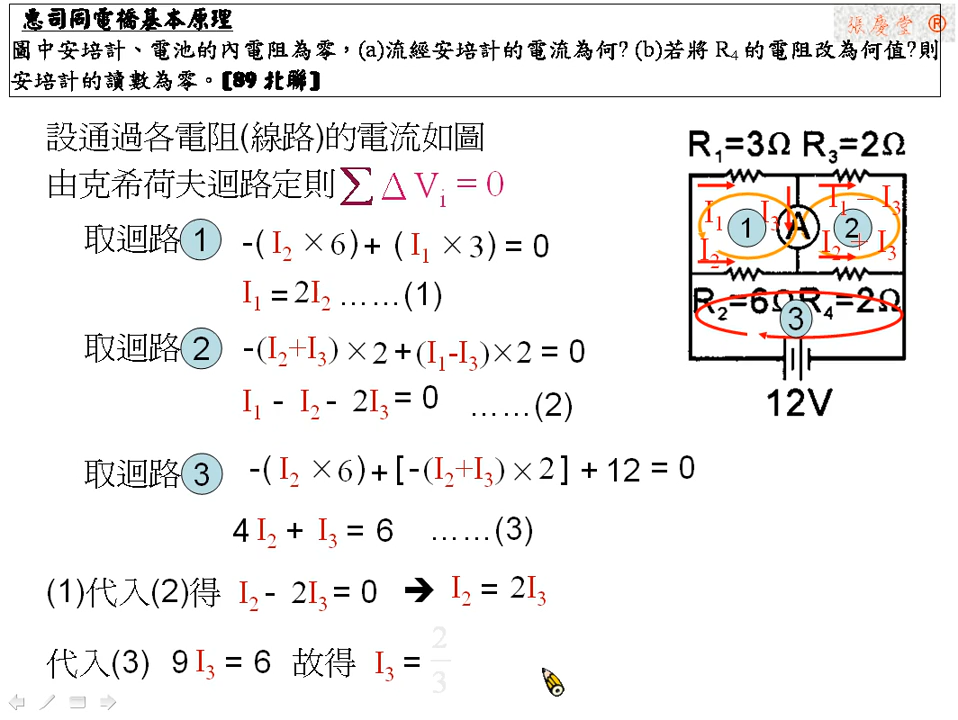 惠司同電橋基本原理
張慶堂 ®
圖中安培計、電池的內電阻為零，(a)流經安培計的電流為何? (b)若將 R₄ 的電阻改為何值?則
安培計的讀數為零。[89 北聯]
設通過各電阻(線路)的電流如圖
由克希荷夫迴路定則 ∑ΔVᵢ = 0
取迴路 1 -( I₂ ×6) + ( I₁ ×3) = 0
I₁ = 2I₂ ……(1)
取迴路 2 -(I₂+I₃)×2+(I₁-I₃)×2 = 0
I₁ - I₂ - 2I₃ = 0 ……(2)
取迴路 3 -( I₂ ×6) + [-(I₂+I₃)×2] + 12 = 0
4 I₂ + I₃ = 6 ……(3)
(1)代入(2)得 I₂ - 2I₃ = 0 ➔ I₂ = 2I₃
代入(3) 9 I₃ = 6 故得 I₃ = 2/3
R₁=3Ω R₃=2Ω
I₁ I₃ I₁ − I₃
1 A 2
I₂ I₂ + I₃
R₂=6Ω R₄=2Ω
3
12V